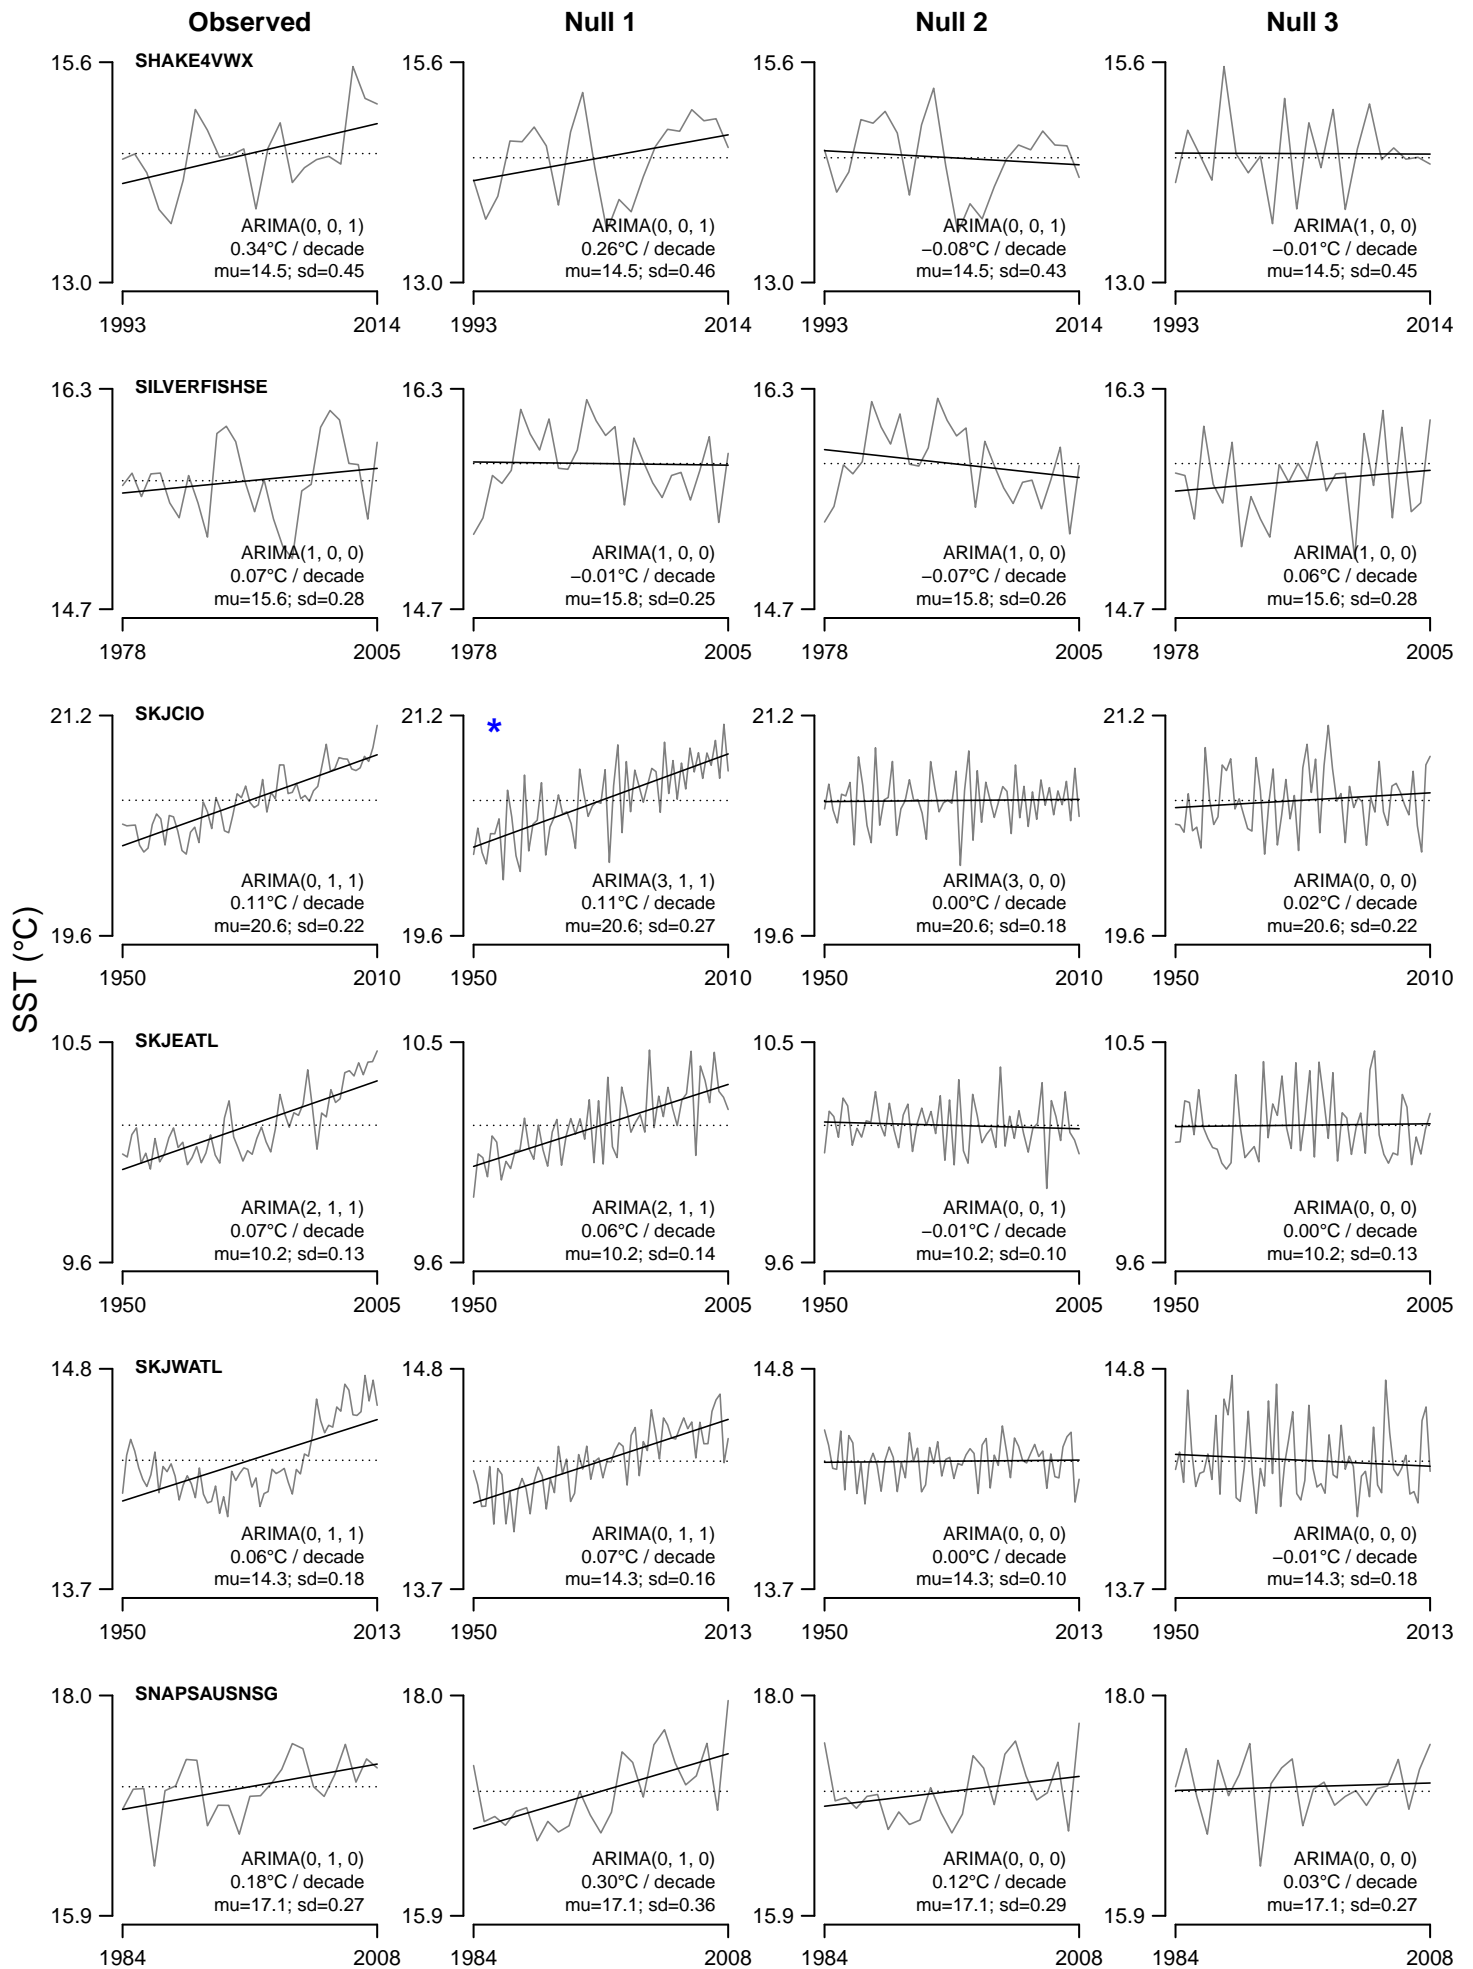 Observed Null 1 Null 2 Null 3
SST (°C)
SHAKE4VWX
15.6 15.6 15.6 15.6
ARIMA(0, 0, 1) ARIMA(0, 0, 1) ARIMA(0, 0, 1) ARIMA(1, 0, 0)
0.34°C / decade 0.26°C / decade −0.08°C / decade −0.01°C / decade
mu=14.5; sd=0.45 mu=14.5; sd=0.46 mu=14.5; sd=0.43 mu=14.5; sd=0.45
13.0 13.0 13.0 13.0
1993 2014 1993 2014 1993 2014 1993 2014
SILVERFISHSE
16.3 16.3 16.3 16.3
ARIMA(1, 0, 0) ARIMA(1, 0, 0) ARIMA(1, 0, 0) ARIMA(1, 0, 0)
0.07°C / decade −0.01°C / decade −0.07°C / decade 0.06°C / decade
mu=15.6; sd=0.28 mu=15.8; sd=0.25 mu=15.8; sd=0.26 mu=15.6; sd=0.28
14.7 14.7 14.7 14.7
1978 2005 1978 2005 1978 2005 1978 2005
SKJCIO *
21.2 21.2 21.2 21.2
ARIMA(0, 1, 1) ARIMA(3, 1, 1) ARIMA(3, 0, 0) ARIMA(0, 0, 0)
0.11°C / decade 0.11°C / decade 0.00°C / decade 0.02°C / decade
mu=20.6; sd=0.22 mu=20.6; sd=0.27 mu=20.6; sd=0.18 mu=20.6; sd=0.22
19.6 19.6 19.6 19.6
1950 2010 1950 2010 1950 2010 1950 2010
SKJEATL
10.5 10.5 10.5 10.5
ARIMA(2, 1, 1) ARIMA(2, 1, 1) ARIMA(0, 0, 1) ARIMA(0, 0, 0)
0.07°C / decade 0.06°C / decade −0.01°C / decade 0.00°C / decade
mu=10.2; sd=0.13 mu=10.2; sd=0.14 mu=10.2; sd=0.10 mu=10.2; sd=0.13
9.6 9.6 9.6 9.6
1950 2005 1950 2005 1950 2005 1950 2005
SKJWATL
14.8 14.8 14.8 14.8
ARIMA(0, 1, 1) ARIMA(0, 1, 1) ARIMA(0, 0, 0) ARIMA(0, 0, 0)
0.06°C / decade 0.07°C / decade 0.00°C / decade −0.01°C / decade
mu=14.3; sd=0.18 mu=14.3; sd=0.16 mu=14.3; sd=0.10 mu=14.3; sd=0.18
13.7 13.7 13.7 13.7
1950 2013 1950 2013 1950 2013 1950 2013
SNAPSAUSNSG
18.0 18.0 18.0 18.0
ARIMA(0, 1, 0) ARIMA(0, 1, 0) ARIMA(0, 0, 0) ARIMA(0, 0, 0)
0.18°C / decade 0.30°C / decade 0.12°C / decade 0.03°C / decade
mu=17.1; sd=0.27 mu=17.1; sd=0.36 mu=17.1; sd=0.29 mu=17.1; sd=0.27
15.9 15.9 15.9 15.9
1984 2008 1984 2008 1984 2008 1984 2008